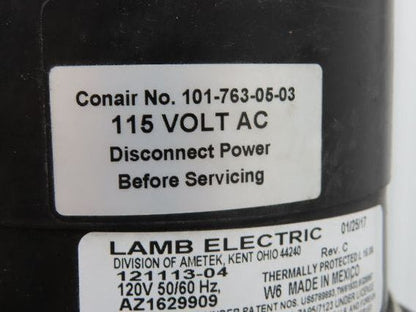 Conair No. 101-763-05-03
115 VOLT AC
Disconnect Power
Before Servicing
LAMB ELECTRIC 01/25/17
DIVISION OF AMETEK, KENT OHIO 44240 Rev. C
121113-04 THERMALLY PROTECTED L
120V 50/60 Hz, W6 MADE IN MEXICO
AZ1629909